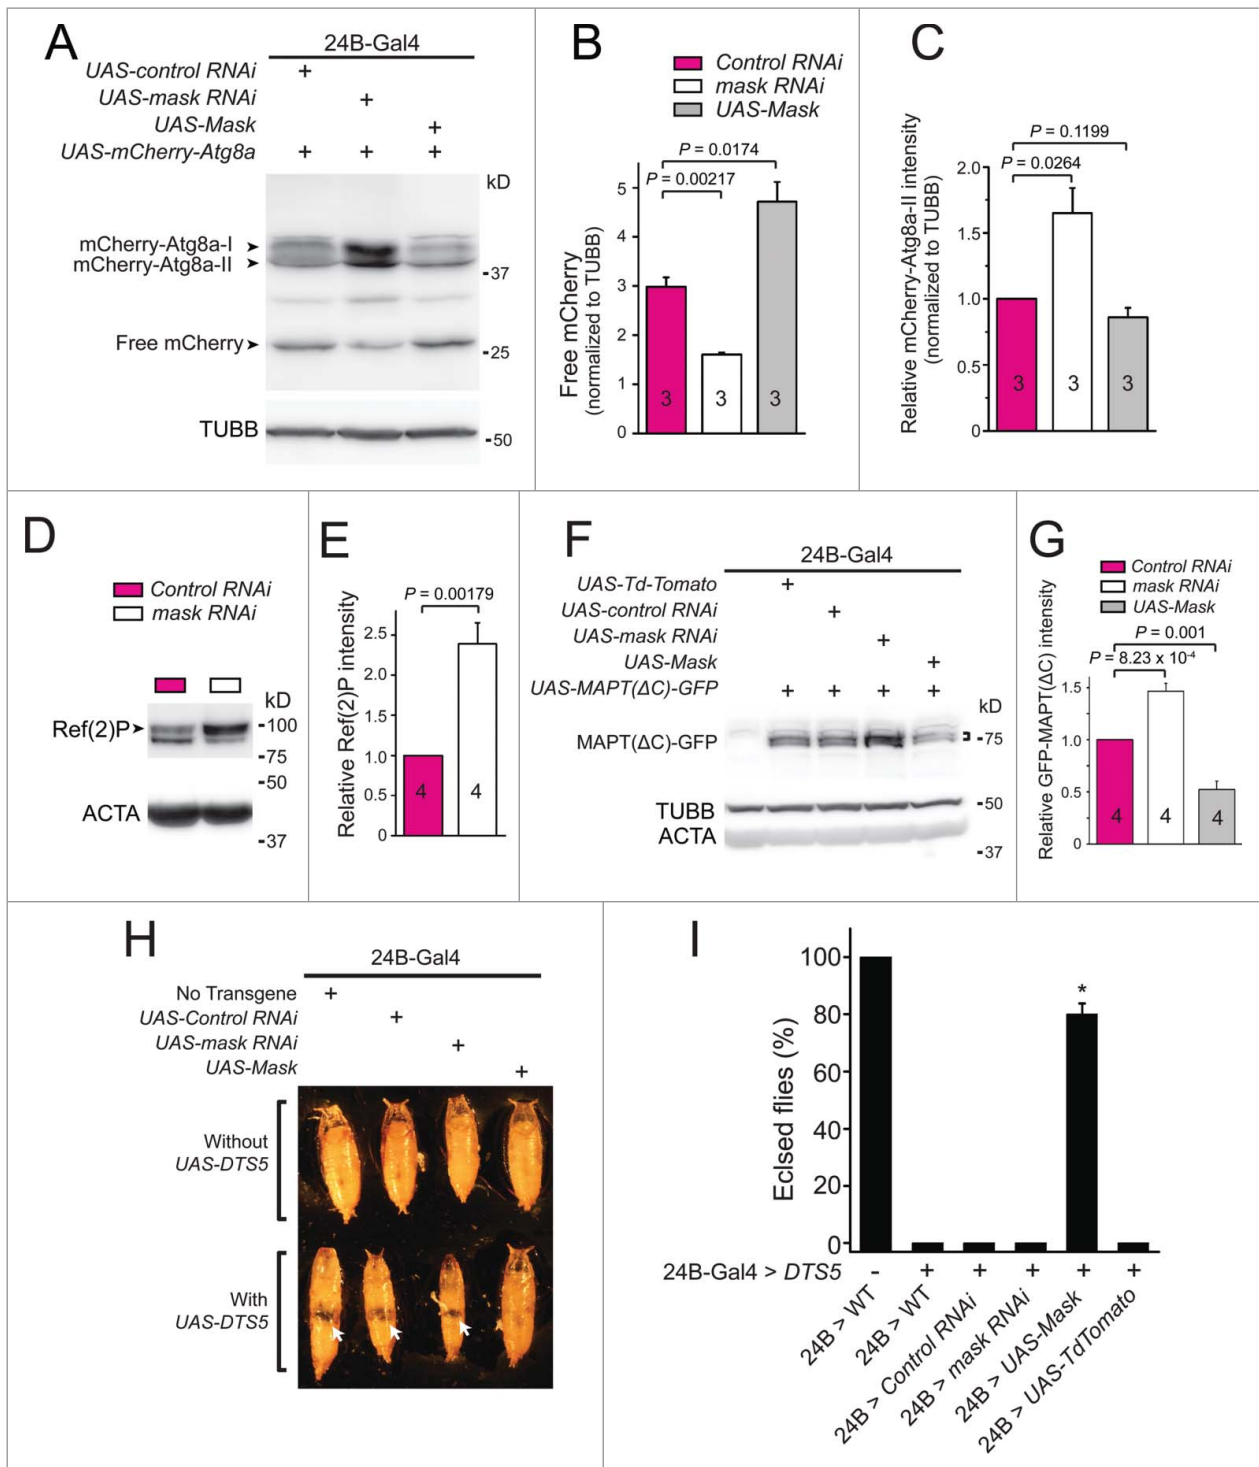 A
24B-Gal4
UAS-control RNAi +
UAS-mask RNAi +
UAS-Mask +
UAS-mCherry-Atg8a + + +
kD
mCherry-Atg8a-I
mCherry-Atg8a-II
-37
Free mCherry
-25
TUBB
-50
B
Control RNAi
mask RNAi
UAS-Mask
P = 0.0174
P = 0.00217
Free mCherry
(normalized to TUBB)
5
4
3
2
1
0
3 3 3
C
P = 0.1199
P = 0.0264
Relative mCherry-Atg8a-II intensity
(normalized to TUBB)
2.0
1.5
1.0
0.5
0
3 3 3
D
Control RNAi
mask RNAi
kD
Ref(2)P
-100
-75
-50
ACTA
-37
E
P = 0.00179
Relative Ref(2)P intensity
2.5
2.0
1.5
1.0
0.5
0
4 4
F
24B-Gal4
UAS-Td-Tomato +
UAS-control RNAi +
UAS-mask RNAi +
UAS-Mask +
UAS-MAPT(ΔC)-GFP + + + +
kD
MAPT(ΔC)-GFP
-75
TUBB
-50
ACTA
-37
G
Control RNAi
mask RNAi
UAS-Mask
P = 0.001
P = 8.23 x 10-4
Relative GFP-MAPT(ΔC) intensity
1.5
1.0
0.5
0
4 4 4
H
24B-Gal4
No Transgene +
UAS-Control RNAi +
UAS-mask RNAi +
UAS-Mask +
Without
UAS-DTS5
With
UAS-DTS5
I
Eclsed flies (%)
100
80
60
40
20
0
*
24B-Gal4 > DTS5 - + + + + +
24B > WT
24B > WT
24B > Control RNAi
24B > mask RNAi
24B > UAS-Mask
24B > UAS-TdTomato